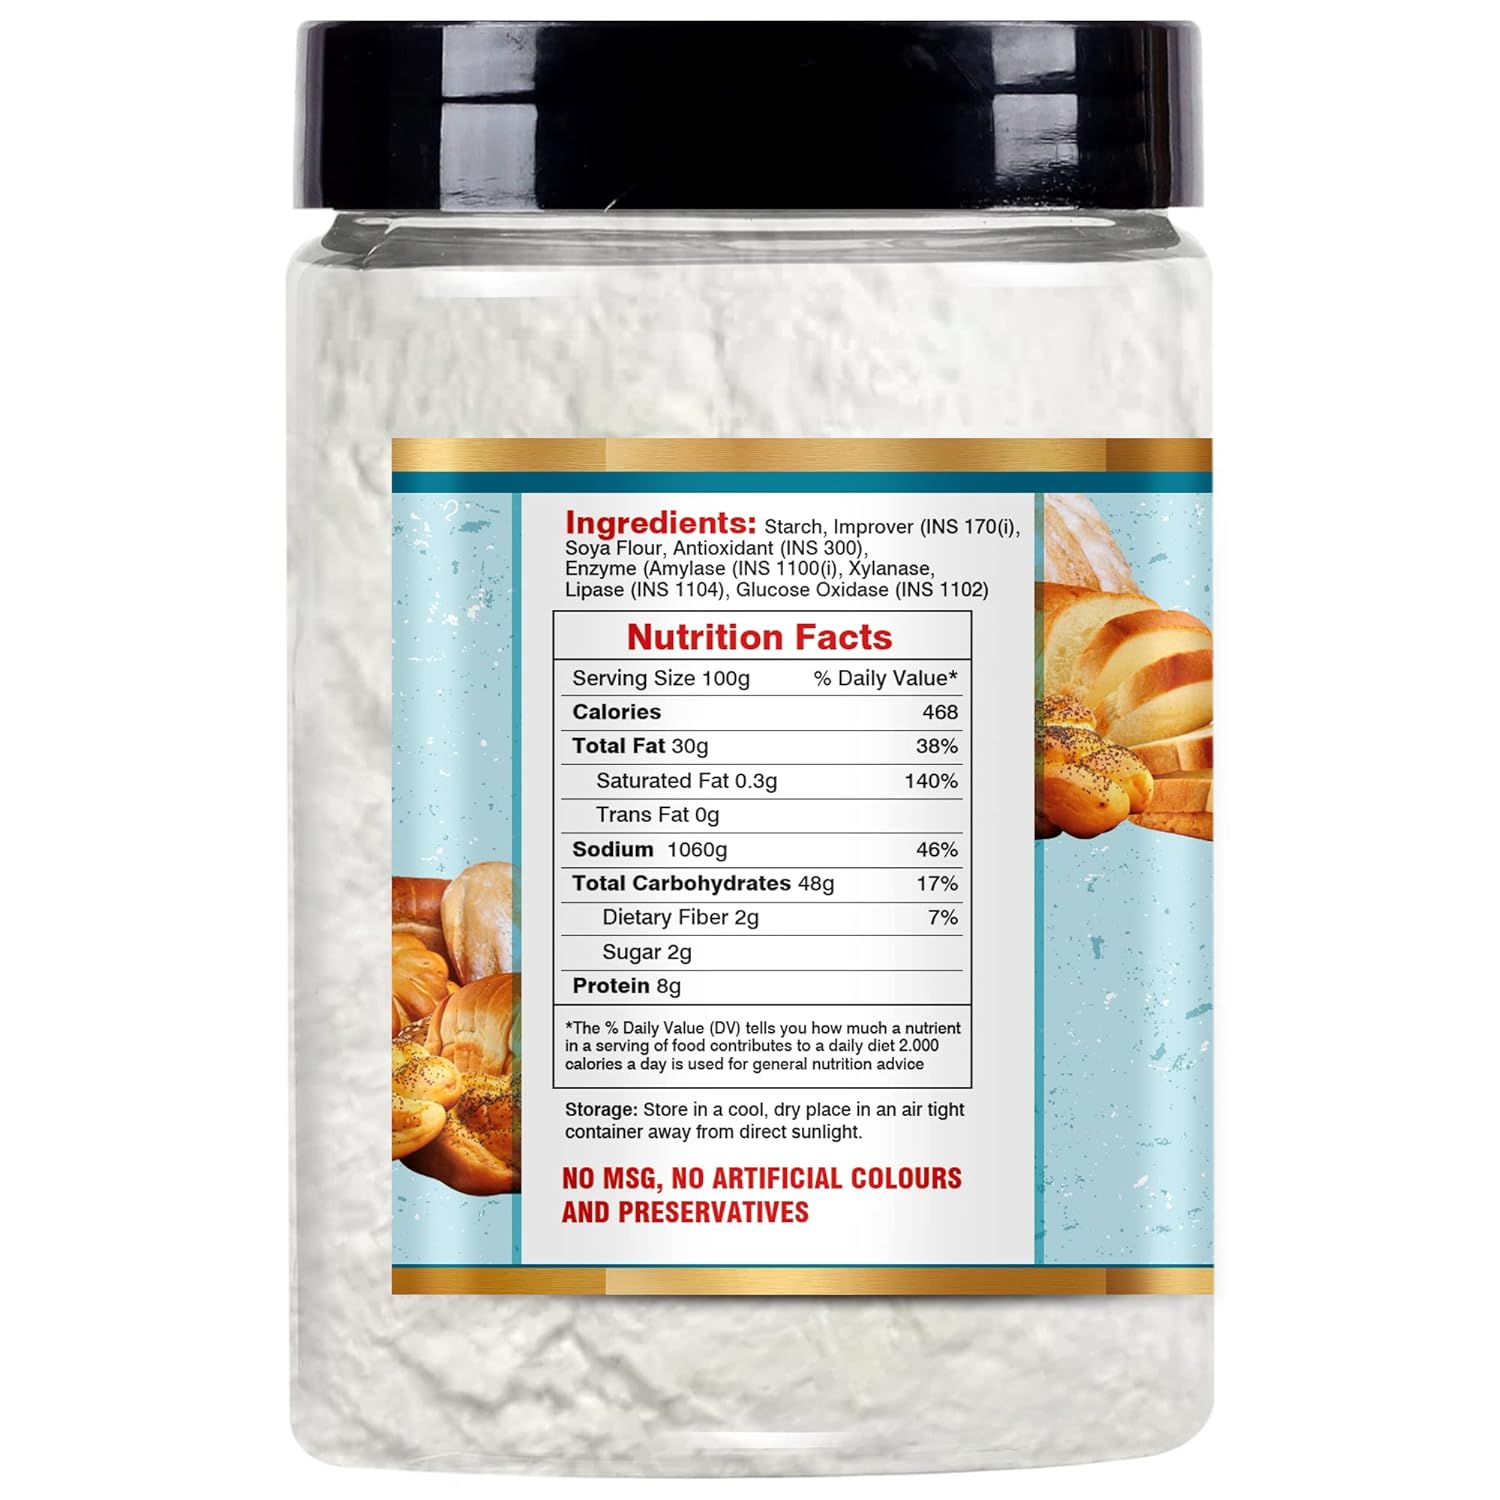 Ingredients: Starch, Improver (INS 170(i),
Soya Flour, Antioxidant (INS 300),
Enzyme (Amylase (INS 1100(i), Xylanase,
Lipase (INS 1104), Glucose Oxidase (INS 1102)
Nutrition Facts
Serving Size 100g % Daily Value*
Calories 468
Total Fat 30g 38%
Saturated Fat 0.3g 140%
Trans Fat 0g
Sodium 1060g 46%
Total Carbohydrates 48g 17%
Dietary Fiber 2g 7%
Sugar 2g
Protein 8g
*The % Daily Value (DV) tells you how much a nutrient
in a serving of food contributes to a daily diet 2.000
calories a day is used for general nutrition advice
Storage: Store in a cool, dry place in an air tight
container away from direct sunlight.
NO MSG, NO ARTIFICIAL COLOURS
AND PRESERVATIVES